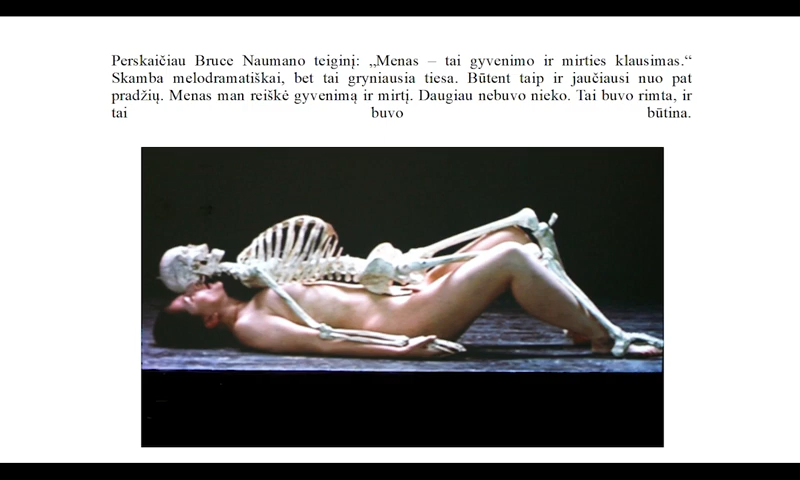 Perskaičiau Bruce Naumano teiginį: „Menas – tai gyvenimo ir mirties klausimas.“
Skamba melodramatiškai, bet tai gryniausia tiesa. Būtent taip ir jaučiausi nuo pat
pradžių. Menas man reiškė gyvenimą ir mirtį. Daugiau nebuvo nieko. Tai buvo rimta, ir
tai buvo būtina.